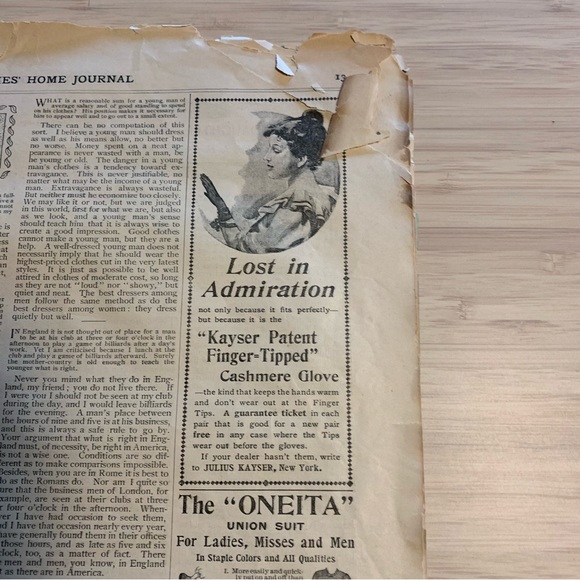 IES' HOME JOURNAL
13
WHAT is a reasonable sum for a young man of
average salary and of good standing to spend
on his clothes? His position makes it necessary for
him to appear well and to go out to a small extent.
There can be no computation of this
sort. I believe a young man should dress
as well as his means allow, no better but
no worse. Money spent on a neat ap-
pearance is never wasted with a man, be
he young or old. The danger in a young
man's clothes is a tendency toward ex-
travagance. This is never justifiable, no
matter what may be the income of a young
man. Extravagance is always wasteful.
But neither must he economize too closely.
We may like it or not, but we are judged
in this world, first for what we are, but also
as we look, and a young man's sense
should teach him that it is always wise to
create a good impression. Good clothes
cannot make a young man, but they are a
help. A well-dressed young man does not
necessarily imply that he should wear the
highest-priced clothes cut in the very latest
styles. It is just as possible to be well
attired in clothes of moderate cost, so long
as they are not "loud" nor "showy," but
quiet and neat. The best dressers among
men follow the same method as do the
best dressers among women: they dress
quietly but well.
IN England it is not thought out of place for a man
to be at his club at three or four o'clock in the
afternoon to play a game of billiards after a day's
work. Yet I am criticised because I lunch at the
club and play a game of billiards afterward. Surely
the mother-country is old enough to teach the
younger what is right.
Never you mind what they do in Eng-
land, my friend; you do not live there. If
I were you I should not be seen at my club
during the day, and I would leave billiards
for the evening. A man's place between
the hours of nine and five is at his business,
and this is always a safe rule to go by.
Your argument that what is right in Eng-
land must, of necessity, be right in America,
is not a wise one. Conditions are so dif-
ferent as to make comparisons impossible.
Besides, when you are in Rome it is best to
do as the Romans do. Nor am I quite so
ure that the business men of London, for
xample, are seen at their clubs at three
r four o'clock in the afternoon. When-
ver I have had occasion to seek them,
nd I have that occasion nearly every year,
have generally found them in their offices
those hours, and as late as five and six
clock, too, as a matter of fact. There
e men and men, you know, in England
t as there are in America.
Lost in
Admiration
not only because it fits perfectly—
but because it is the
"Kayser Patent
Finger=Tipped"
Cashmere Glove
—the kind that keeps the hands warm
and don't wear out at the Finger
Tips. A guarantee ticket in each
pair that is good for a new pair
free in any case where the Tips
wear out before the gloves.
If your dealer hasn't them, write
to JULIUS KAYSER, New York.
The "ONEITA"
UNION SUIT
For Ladies, Misses and Men
In Staple Colors and All Qualities
1. More easily and quick-
ly put on and off than